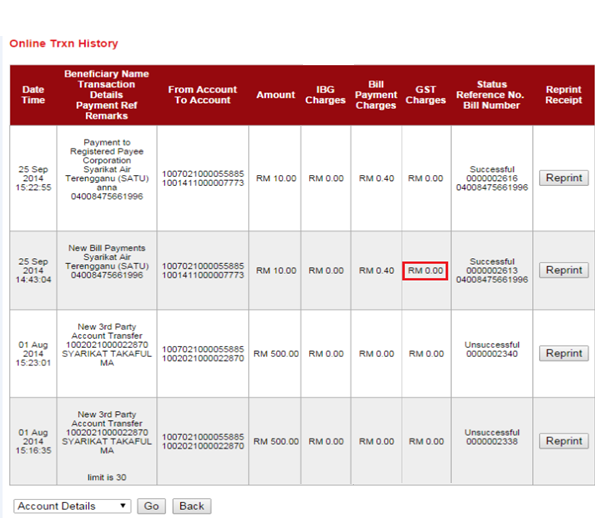 Online Trxn History
Date
Time
Beneficiary Name
Transaction
Details
Payment Ref
Remarks
From Account
To Account
Amount
IBG
Charges
Bill
Payment
Charges
GST
Charges
Status
Reference No.
Bill Number
Reprint
Receipt
25 Sep
2014
15:22:55
Payment to
Registered Payee
Corporation
Syarikat Air
Terengganu (SATU)
anna
04008475661996
1007021000055885
1001411000007773
RM 10.00
RM 0.00
RM 0.40
RM 0.00
Successful
0000002616
04008475661996
Reprint
25 Sep
2014
14:43:04
New Bill Payments
Syarikat Air
Terengganu (SATU)
04008475661996
1007021000055885
1001411000007773
RM 10.00
RM 0.00
RM 0.40
RM 0.00
Successful
0000002613
04008475661996
Reprint
01 Aug
2014
15:23:01
New 3rd Party
Account Transfer
1002021000022870
SYARIKAT TAKAFUL
MA
1007021000055885
1002021000022870
RM 500.00
RM 0.00
RM 0.00
RM 0.00
Unsuccessful
0000002340
Reprint
01 Aug
2014
15:16:35
New 3rd Party
Account Transfer
1002021000022870
SYARIKAT TAKAFUL
MA
limit is 30
1007021000055885
1002021000022870
RM 500.00
RM 0.00
RM 0.00
RM 0.00
Unsuccessful
0000002338
Reprint
Account Details
Go
Back